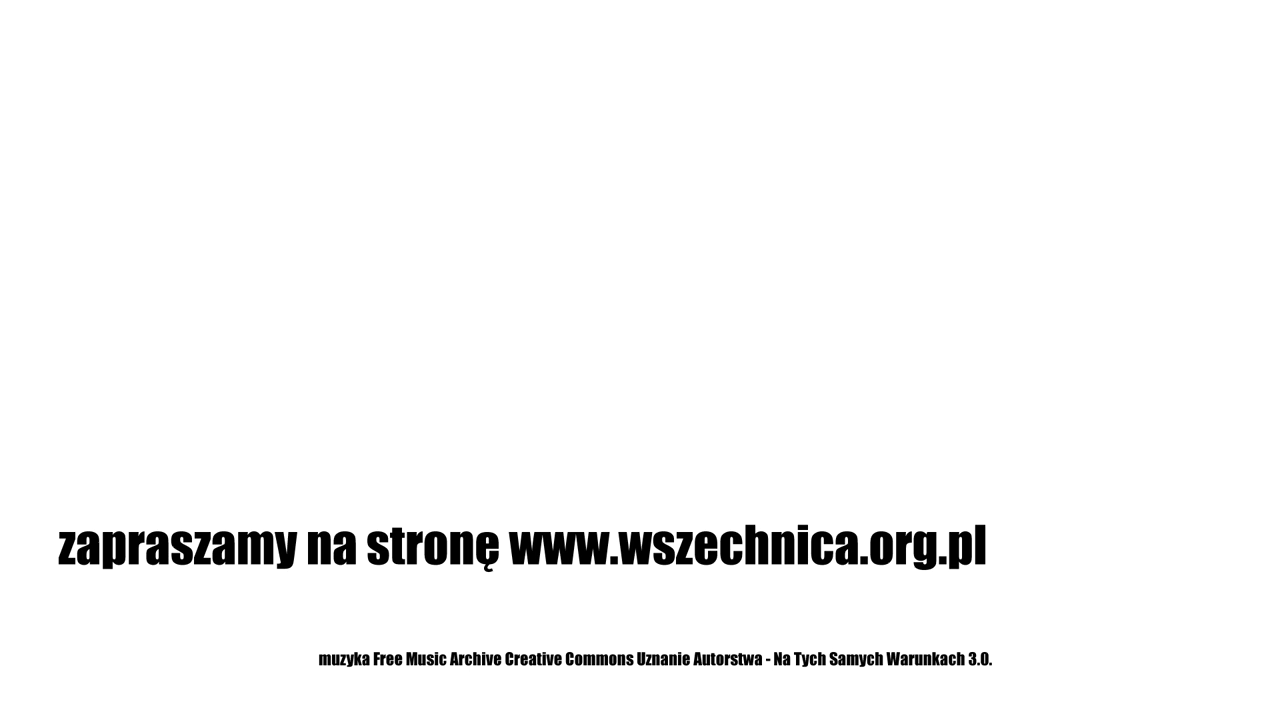 zapraszamy na stronę www.wszechnica.org.pl
muzyka Free Music Archive Creative Commons Uznanie Autorstwa - Na Tych Samych Warunkach 3.0.